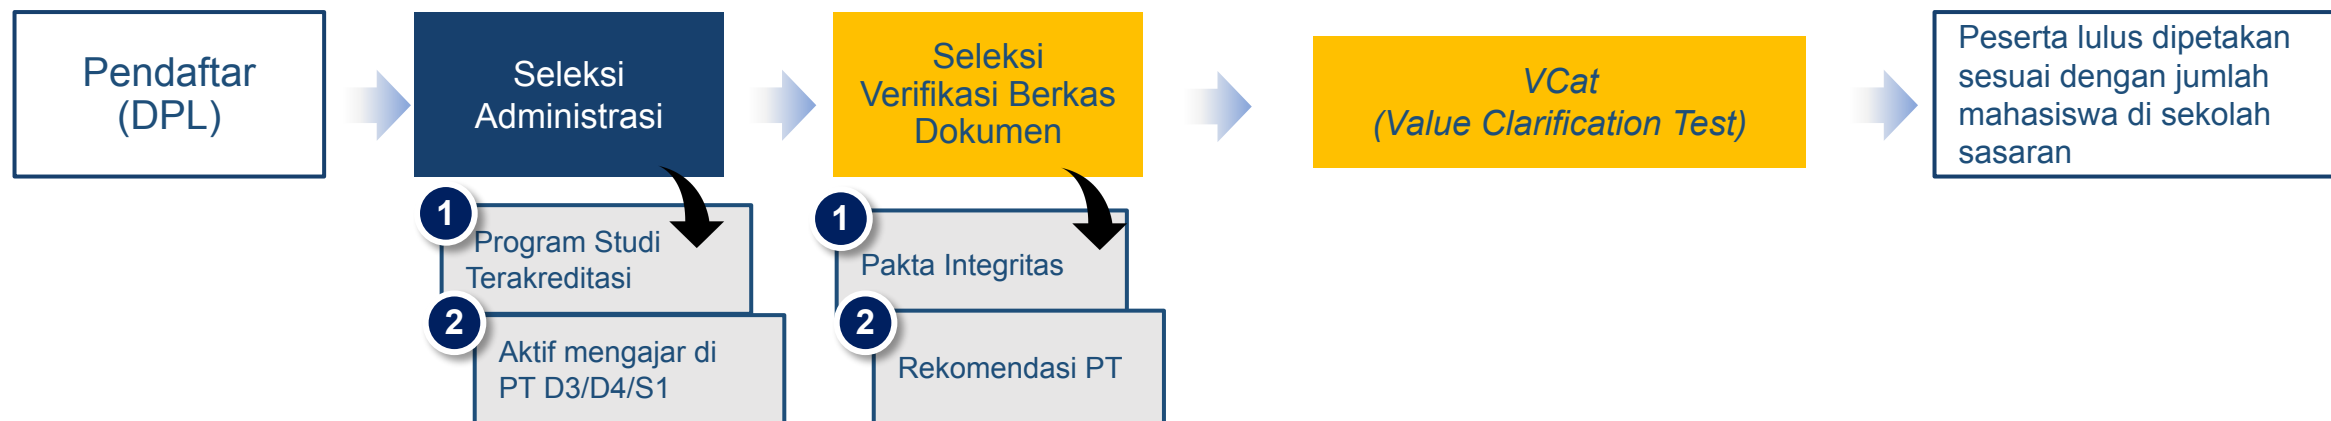 Pendaftar
(DPL)
Seleksi
Administrasi
1
Program Studi
Terakreditasi
2
Aktif mengajar di
PT D3/D4/S1
Seleksi
Verifikasi Berkas
Dokumen
1
Pakta Integritas
2
Rekomendasi PT
VCat
(Value Clarification Test)
Peserta lulus dipetakan
sesuai dengan jumlah
mahasiswa di sekolah
sasaran